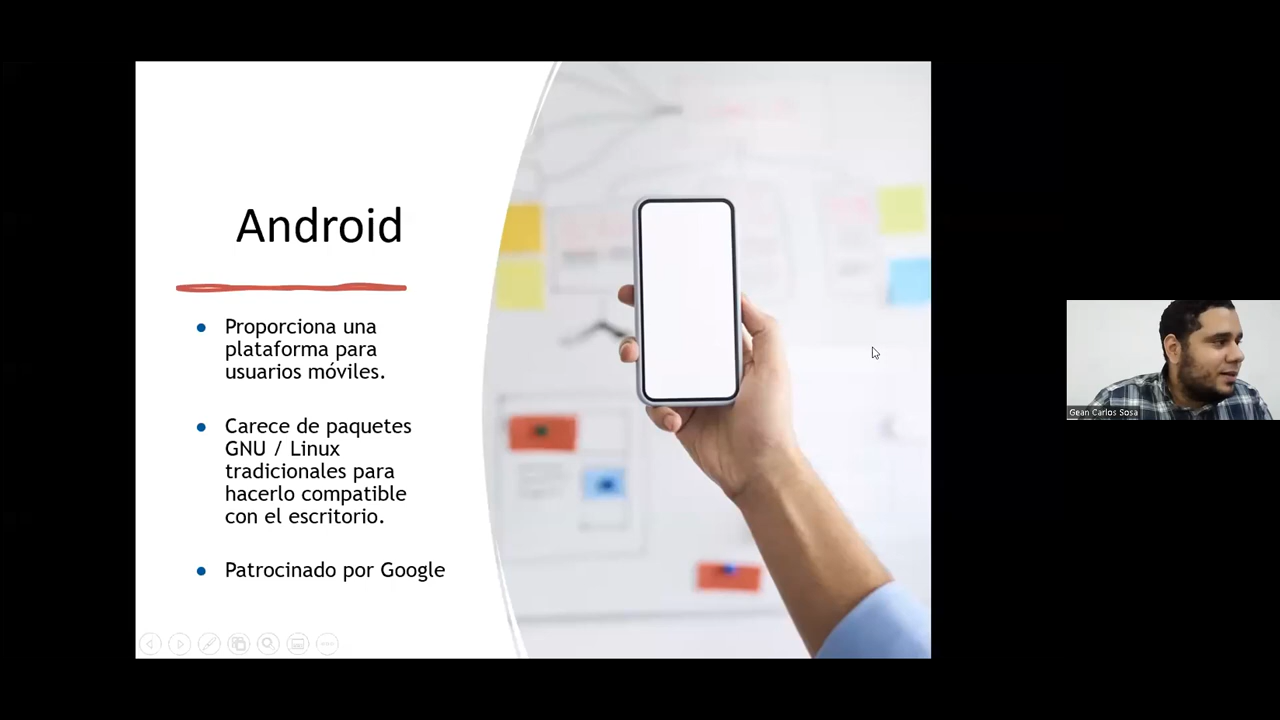 Android
Proporciona una
plataforma para
usuarios móviles.
Carece de paquetes
GNU / Linux
tradicionales para
hacerlo compatible
con el escritorio.
Patrocinado por Google
Gean Carlos Sosa